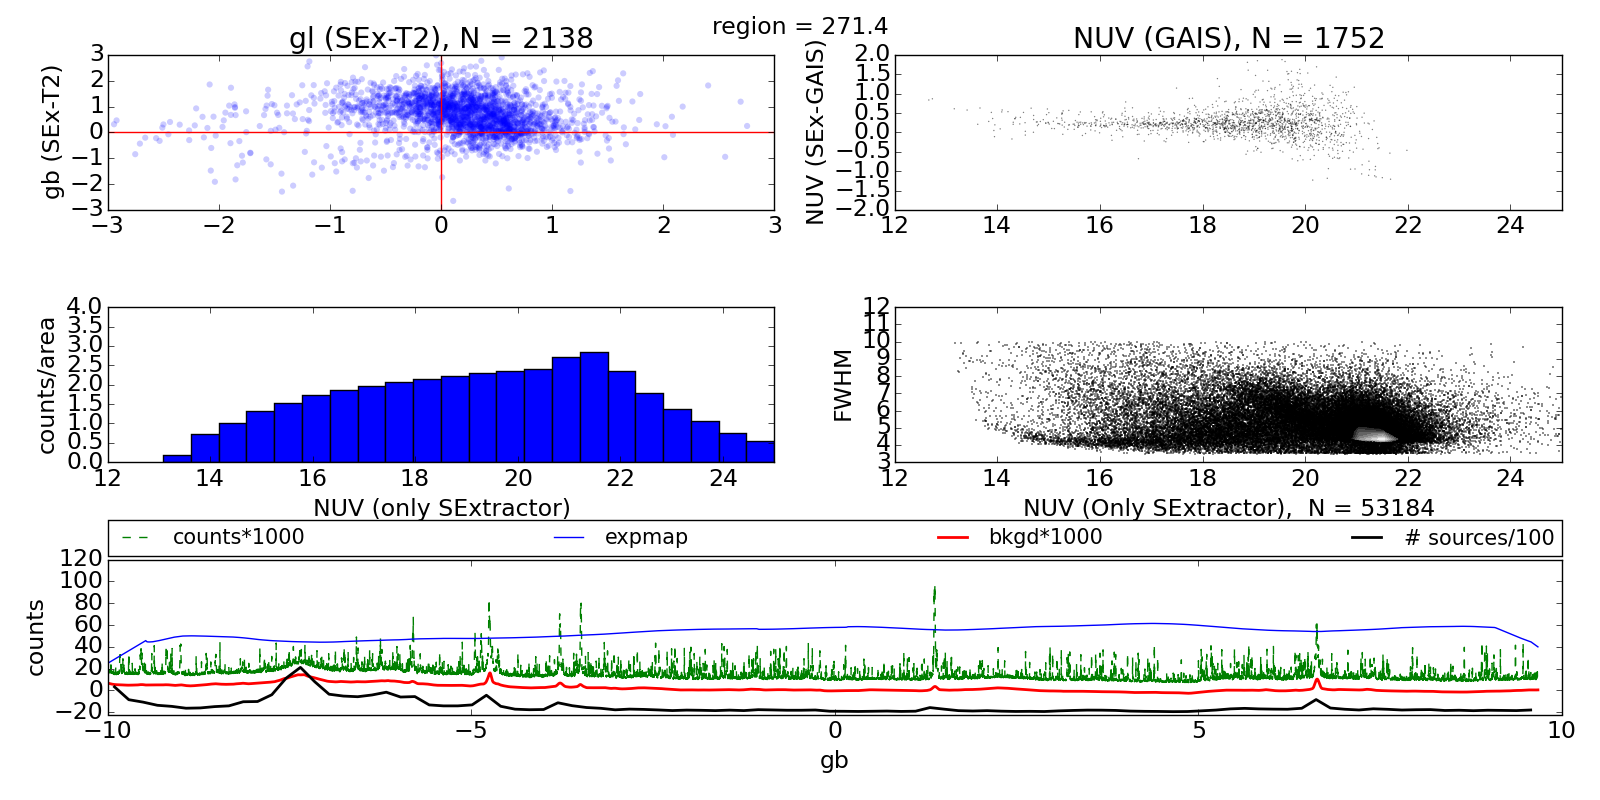 region = 271.4
gl (SEx-T2), N = 2138
gb (SEx-T2)
3
2
1
0
−1
−2
−3
−3 −2 −1 0 1 2 3
NUV (GAIS), N = 1752
NUV (SEx-GAIS)
2.0
1.5
1.0
0.5
0.0
−0.5
−1.0
−1.5
−2.0
12 14 16 18 20 22 24
counts/area
4.0
3.5
3.0
2.5
2.0
1.5
1.0
0.5
0.0
12 14 16 18 20 22 24
NUV (only SExtractor)
FWHM
12
11
10
9
8
7
6
5
4
3
12 14 16 18 20 22 24
NUV (Only SExtractor), N = 53184
counts*1000 expmap bkgd*1000 # sources/100
counts
120
100
80
60
40
20
0
−20
−10 −5 0 5 10
gb